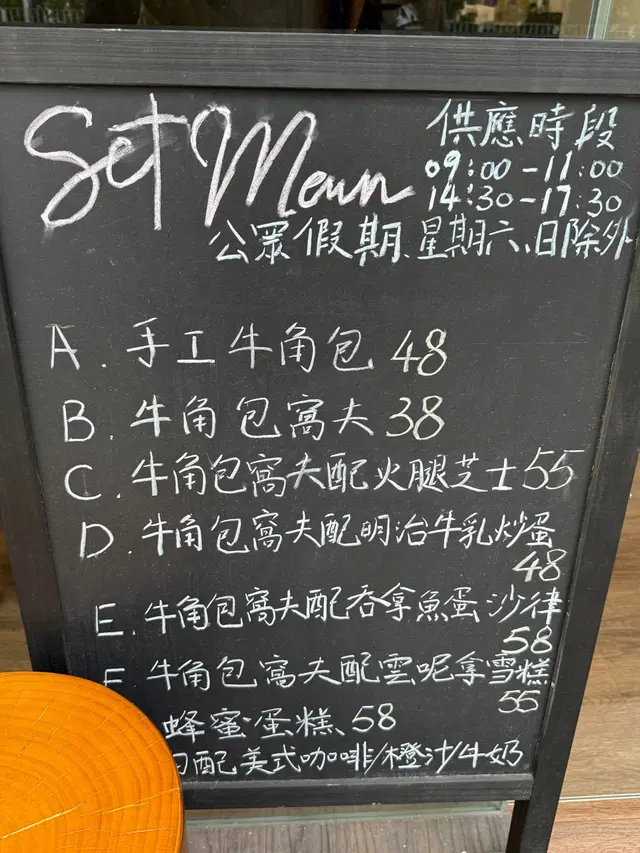 Set Meun
供應時段
09:00-11:00
14:30-17:30
公眾假期、星期六、日除外
A. 手工牛角包 48
B. 牛角包窩夫 38
C. 牛角包窩夫配火腿芝士 55
D. 牛角包窩夫配明治牛乳炒蛋
48
E. 牛角包窩夫配吞拿魚蛋沙律
58
F 牛角包窩夫配雲呢拿雪糕
55
蜂蜜蛋糕、58
配美式咖啡/橙汁/牛奶